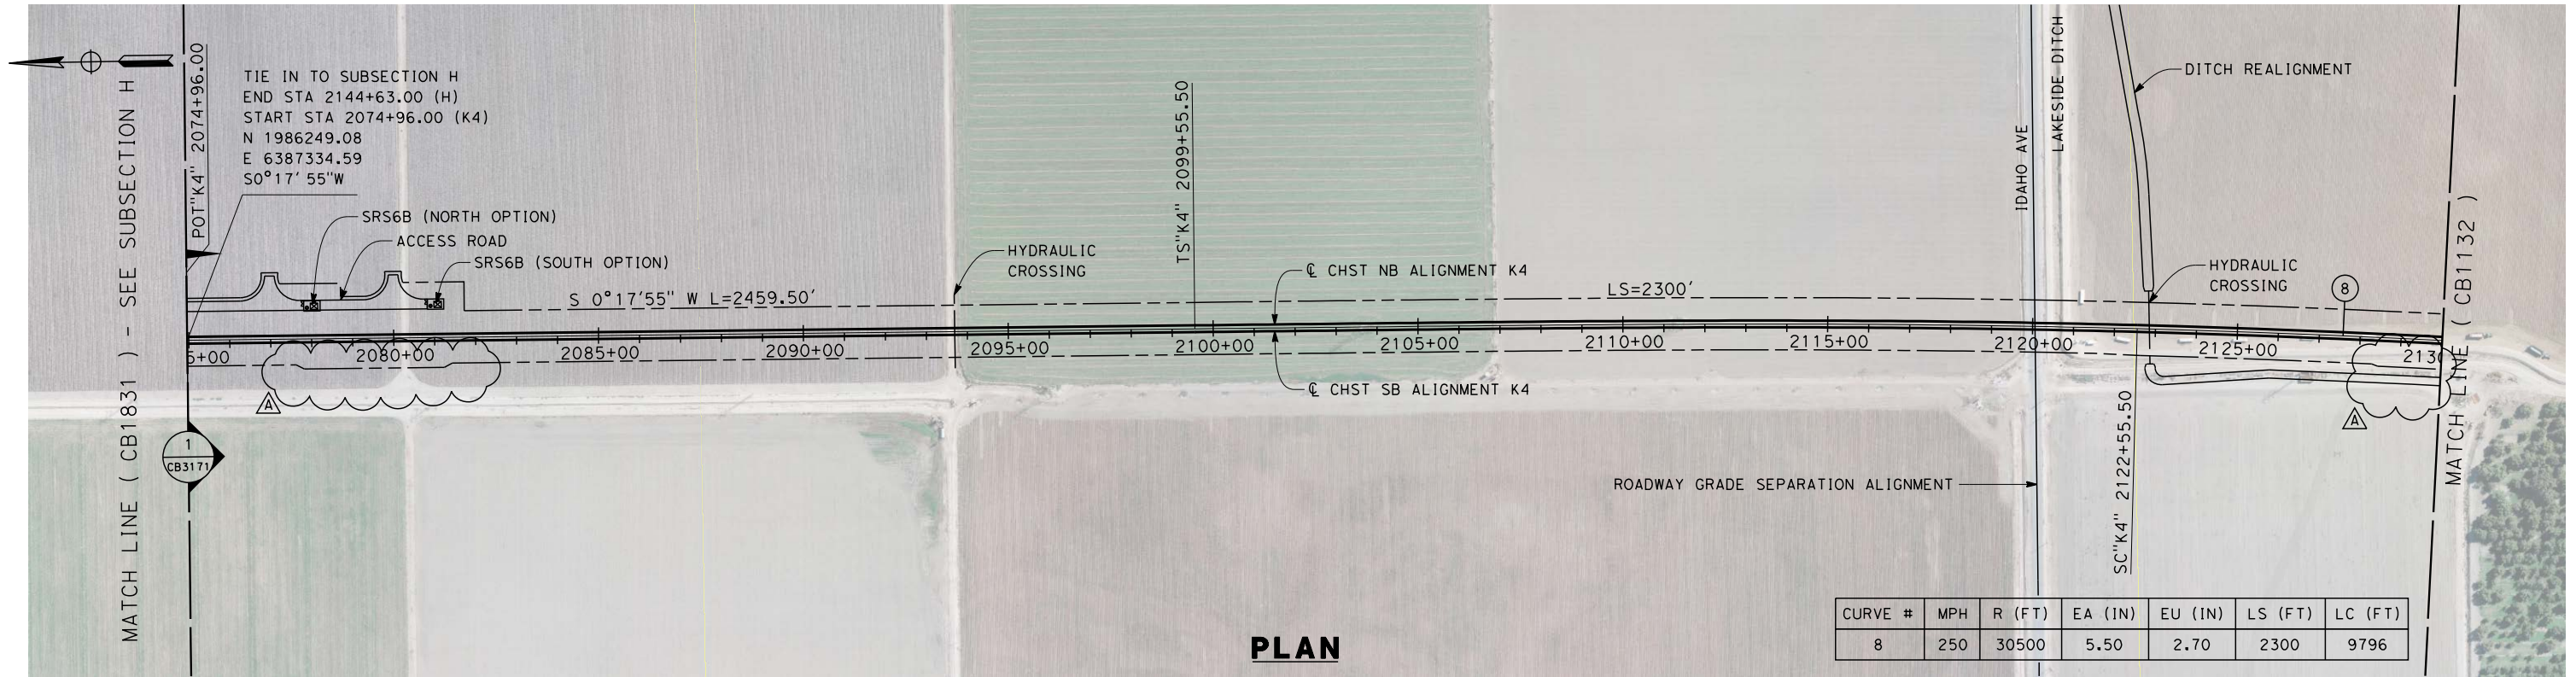 MATCH LINE ( CB1831 ) - SEE SUBSECTION H
POT"K4" 2074+96.00
TIE IN TO SUBSECTION H
END STA 2144+63.00 (H)
START STA 2074+96.00 (K4)
N 1986249.08
E 6387334.59
S0°17'55"W
SRS6B (NORTH OPTION)
ACCESS ROAD
SRS6B (SOUTH OPTION)
S 0°17'55" W L=2459.50'
HYDRAULIC
CROSSING
TS"K4" 2099+55.50
℄ CHST NB ALIGNMENT K4
LS=2300'
IDAHO AVE
LAKESIDE DITCH
DITCH REALIGNMENT
HYDRAULIC
CROSSING
8
MATCH LINE ( CB1132 )
5+00
2080+00
2085+00
2090+00
2095+00
2100+00
2105+00
2110+00
2115+00
2120+00
2125+00
2130
℄ CHST SB ALIGNMENT K4
A
A
1
CB3171
SC"K4" 2122+55.50
ROADWAY GRADE SEPARATION ALIGNMENT
CURVE # MPH R (FT) EA (IN) EU (IN) LS (FT) LC (FT)
8 250 30500 5.50 2.70 2300 9796
PLAN